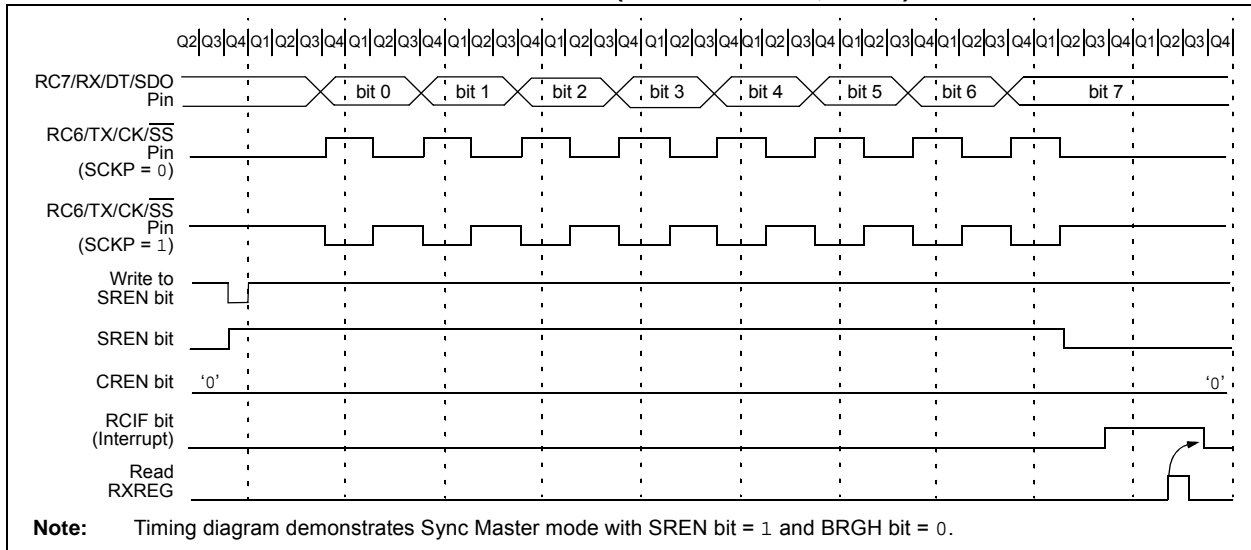 Q2|Q3|Q4|Q1|Q2|Q3|Q4|Q1|Q2|Q3|Q4|Q1|Q2|Q3|Q4|Q1|Q2|Q3|Q4|Q1|Q2|Q3|Q4|Q1|Q2|Q3|Q4|Q1|Q2|Q3|Q4|Q1|Q2|Q3|Q4|Q1|Q2|Q3|Q4|Q1|Q2|Q3|Q4
RC7/RX/DT/SDO
Pin
bit 0 bit 1 bit 2 bit 3 bit 4 bit 5 bit 6 bit 7
RC6/TX/CK/SS
Pin
(SCKP = 0)
RC6/TX/CK/SS
Pin
(SCKP = 1)
Write to
SREN bit
SREN bit
CREN bit ‘0’ ‘0’
RCIF bit
(Interrupt)
Read
RXREG
Note: Timing diagram demonstrates Sync Master mode with SREN bit = 1 and BRGH bit = 0.